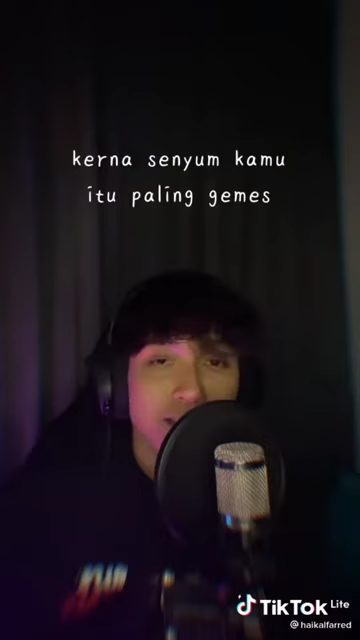 kerna senyum kamu
itu paling gemes
TikTok Lite
@haikalfarred